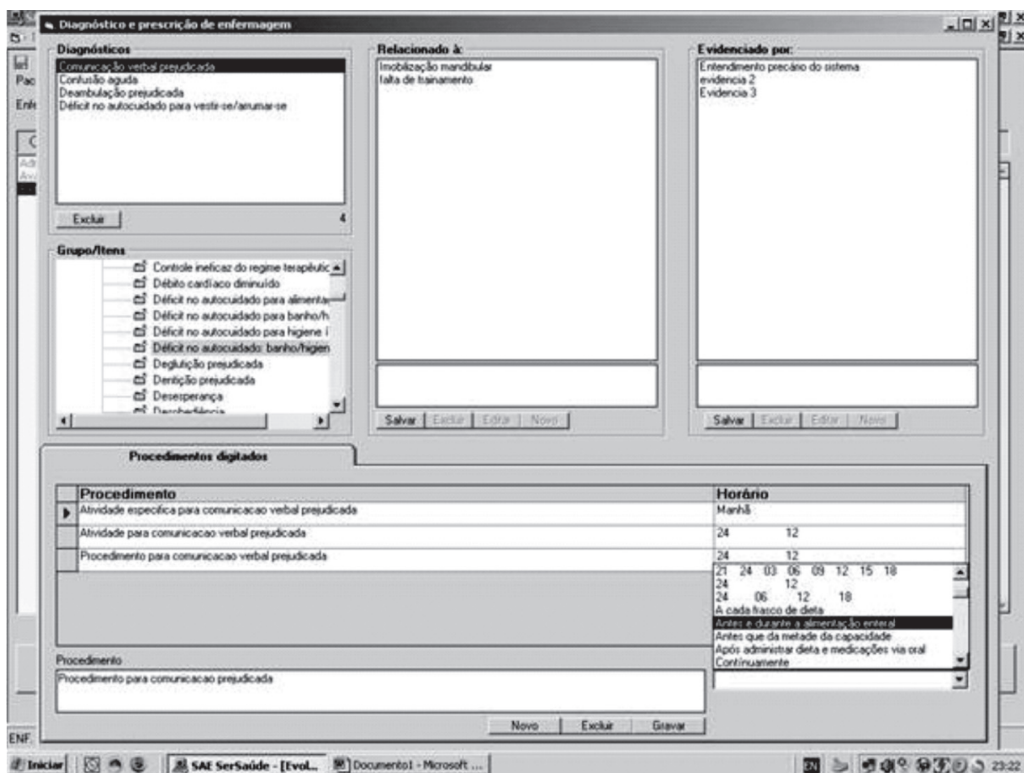 Diagnóstico e prescrição de enfermagem
Pac
Enfe
Diagnósticos
Comunicação verbal prejudicada
Confusão aguda
Deambulação prejudicada
Déficit no autocuidado para vestir-se/arrumar-se
Excluir
4
Relacionado à:
Imobilização mandibular
falta de trainamento
Salvar Excluir Editar Novo
Evidenciado por:
Entendimento precário do sistema
evidencia 2
Evidencia 3
Salvar Excluir Editar Novo
Grupo/Itens
Controle ineficaz do regime terapêutic
Débito cardíaco diminuído
Déficit no autocuidado para alimenta
Déficit no autocuidado para banho/h
Déficit no autocuidado para higiene í
Déficit no autocuidado: banho/higien
Deglutição prejudicada
Dentição prejudicada
Desesperança
Desobediência
Procedimentos digitados
Procedimento Horário
Atividade especifica para comunicacao verbal prejudicada Manhã
Atividade para comunicacao verbal prejudicada 24 12
Procedimento para comunicacao verbal prejudicada 24 12
21 24 03 06 09 12 15 18
24 12
24 06 12 18
A cada frasco de dieta
Antes e durante a alimentação enteral
Antes que da metade da capacidade
Após administrar dieta e medicações via oral
Continuamente
Procedimento
Procedimento para comunicacao prejudicada
Novo Excluir Gravar
ENF.
Iniciar SAE SerSaúde - [Evol... Documento1 - Microsoft ... EN 23:22